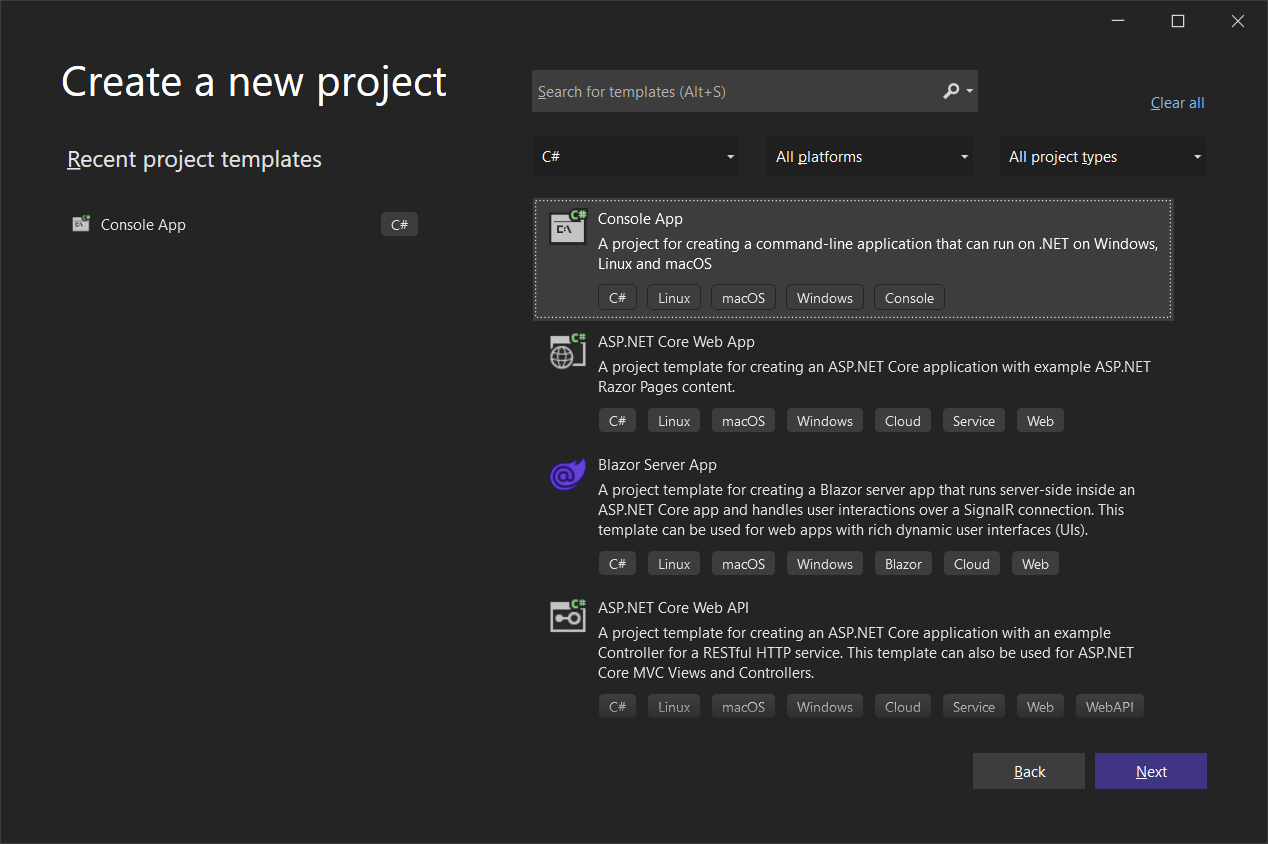 Create a new project
Search for templates (Alt+S)
Clear all
Recent project templates
C#
All platforms
All project types
Console App
C#
C#
C:\
Console App
A project for creating a command-line application that can run on .NET on Windows,
Linux and macOS
C# Linux macOS Windows Console
C#
ASP.NET Core Web App
A project template for creating an ASP.NET Core application with example ASP.NET
Razor Pages content.
C# Linux macOS Windows Cloud Service Web
@
Blazor Server App
A project template for creating a Blazor server app that runs server-side inside an
ASP.NET Core app and handles user interactions over a SignalR connection. This
template can be used for web apps with rich dynamic user interfaces (UIs).
C# Linux macOS Windows Blazor Cloud Web
C#
ASP.NET Core Web API
A project template for creating an ASP.NET Core application with an example
Controller for a RESTful HTTP service. This template can also be used for ASP.NET
Core MVC Views and Controllers.
C# Linux macOS Windows Cloud Service Web WebAPI
Back
Next